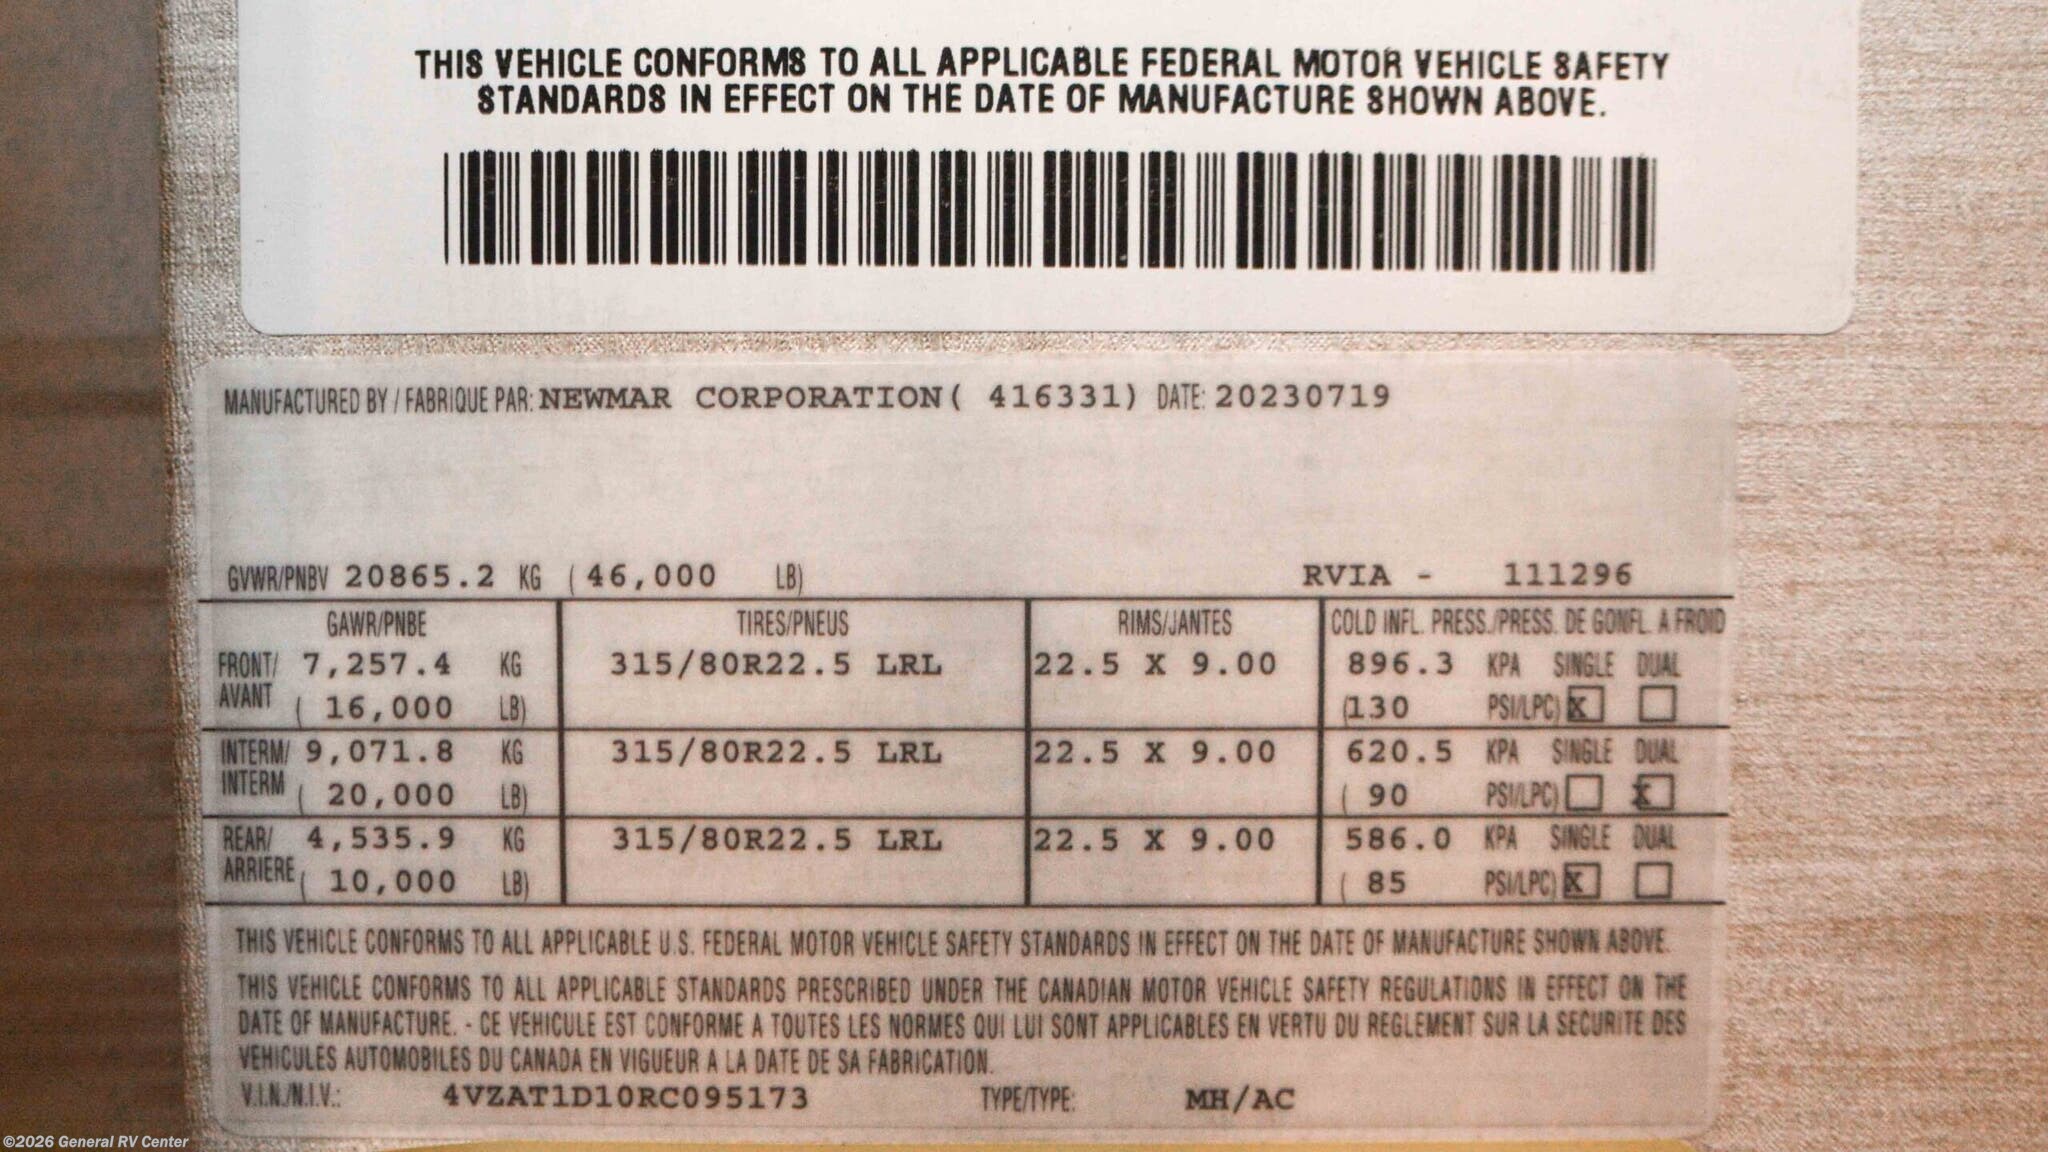 THIS VEHICLE CONFORMS TO ALL APPLICABLE FEDERAL MOTOR VEHICLE SAFETY
STANDARDS IN EFFECT ON THE DATE OF MANUFACTURE SHOWN ABOVE.
MANUFACTURED BY / FABRIQUE PAR: NEWMAR CORPORATION( 416331) DATE: 20230719
GVWR/PNBV 20865.2 KG (46,000 LB) RVIA - 111296
GAWR/PNBE TIRES/PNEUS RIMS/JANTES COLD INFL. PRESS./PRESS. DE GONFL. A FROID
FRONT/ 7,257.4 KG 315/80R22.5 LRL 22.5 X 9.00 896.3 KPA SINGLE DUAL
AVANT ( 16,000 LB) (130 PSI/LPC) X
INTERM/ 9,071.8 KG 315/80R22.5 LRL 22.5 X 9.00 620.5 KPA SINGLE DUAL
INTERM ( 20,000 LB) ( 90 PSI/LPC) X
REAR/ 4,535.9 KG 315/80R22.5 LRL 22.5 X 9.00 586.0 KPA SINGLE DUAL
ARRIERE ( 10,000 LB) ( 85 PSI/LPC) X
THIS VEHICLE CONFORMS TO ALL APPLICABLE U.S. FEDERAL MOTOR VEHICLE SAFETY STANDARDS IN EFFECT ON THE DATE OF MANUFACTURE SHOWN ABOVE.
THIS VEHICLE CONFORMS TO ALL APPLICABLE STANDARDS PRESCRIBED UNDER THE CANADIAN MOTOR VEHICLE SAFETY REGULATIONS IN EFFECT ON THE
DATE OF MANUFACTURE. - CE VEHICULE EST CONFORME A TOUTES LES NORMES QUI LUI SONT APPLICABLES EN VERTU DU REGLEMENT SUR LA SECURITE DES
VEHICULES AUTOMOBILES DU CANADA EN VIGUEUR A LA DATE DE SA FABRICATION.
V.I.N./N.I.V.: 4VZAT1D10RC095173 TYPE/TYPE: MH/AC
©2026 General RV Center